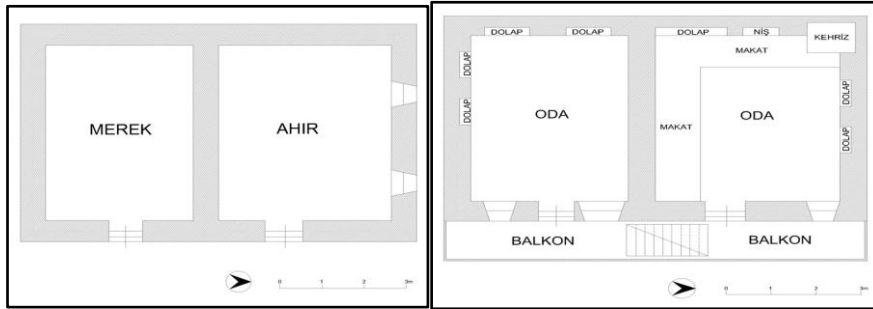 MEREK
AHIR
0 1 2 3m
DOLAP
DOLAP
DOLAP
NİŞ
KEHRİZ
MAKAT
DOLAP
DOLAP
DOLAP
DOLAP
ODA
MAKAT
ODA
BALKON
BALKON
0 1 2 3m